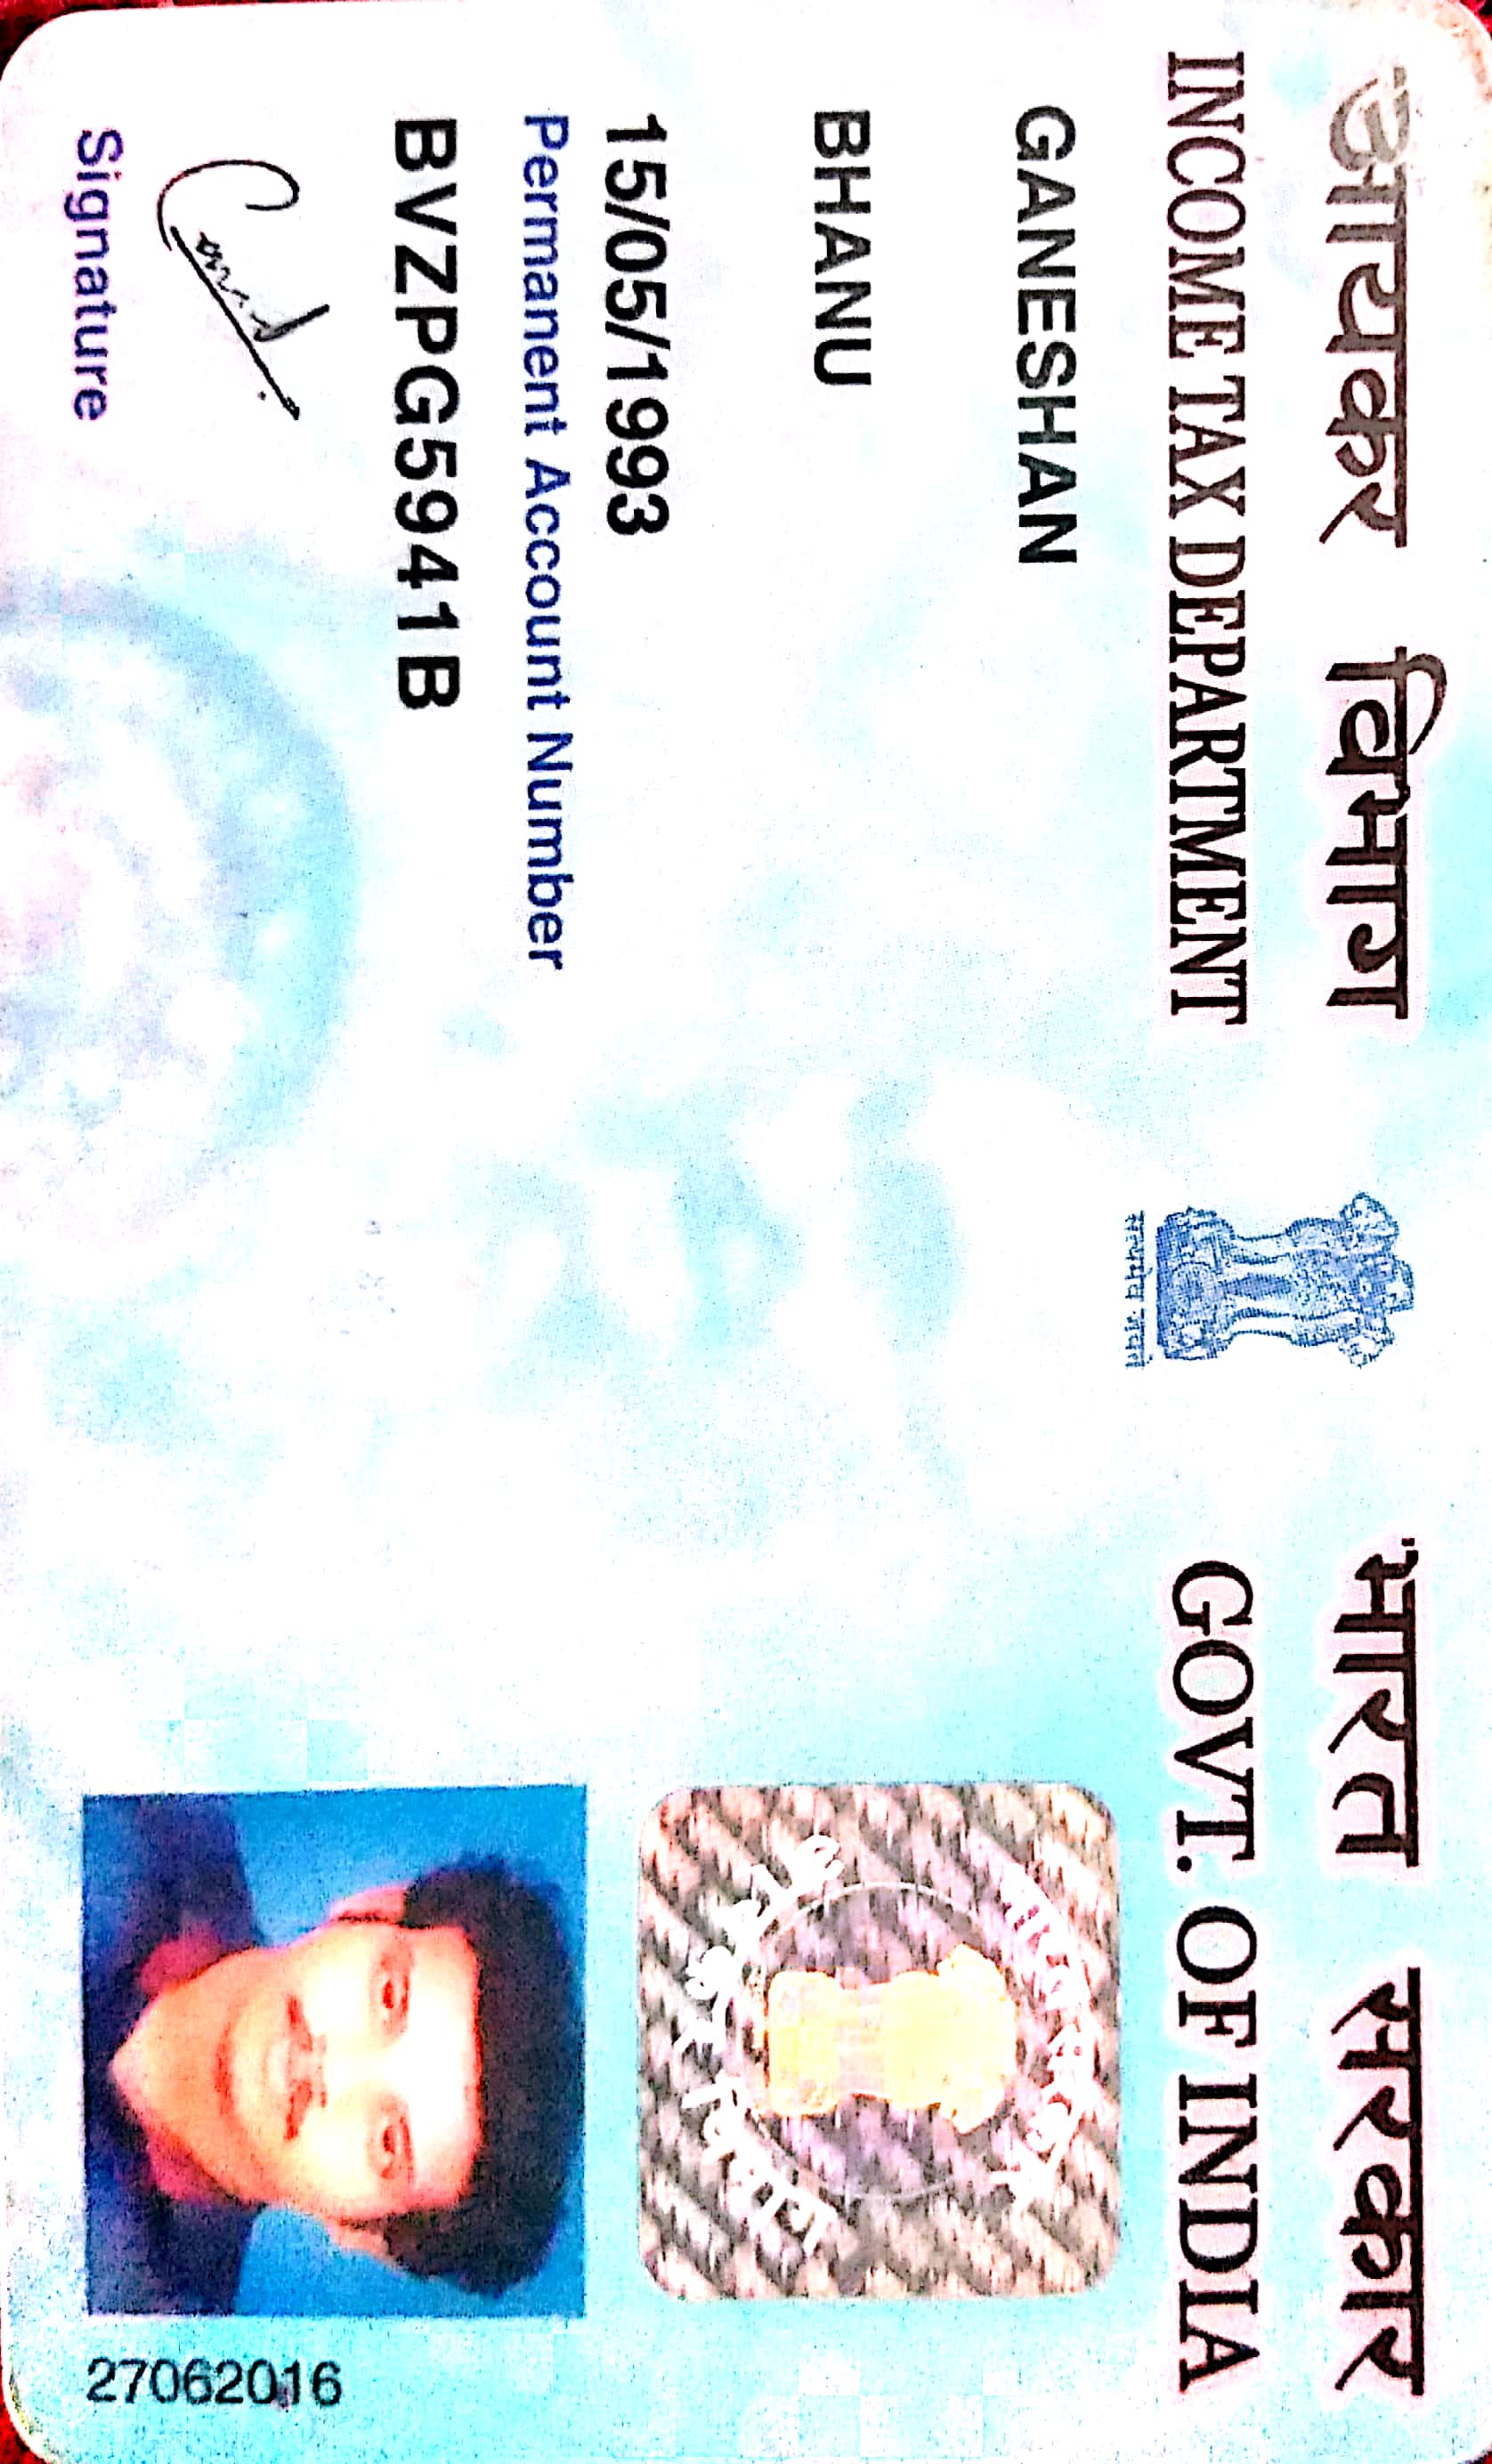 आयकर विभाग
INCOME TAX DEPARTMENT
भारत सरकार
GOVT. OF INDIA
सत्यमेव जयते
GANESHAN
BHANU
15/05/1993
Permanent Account Number
BVZPG5941B
Signature
27062016